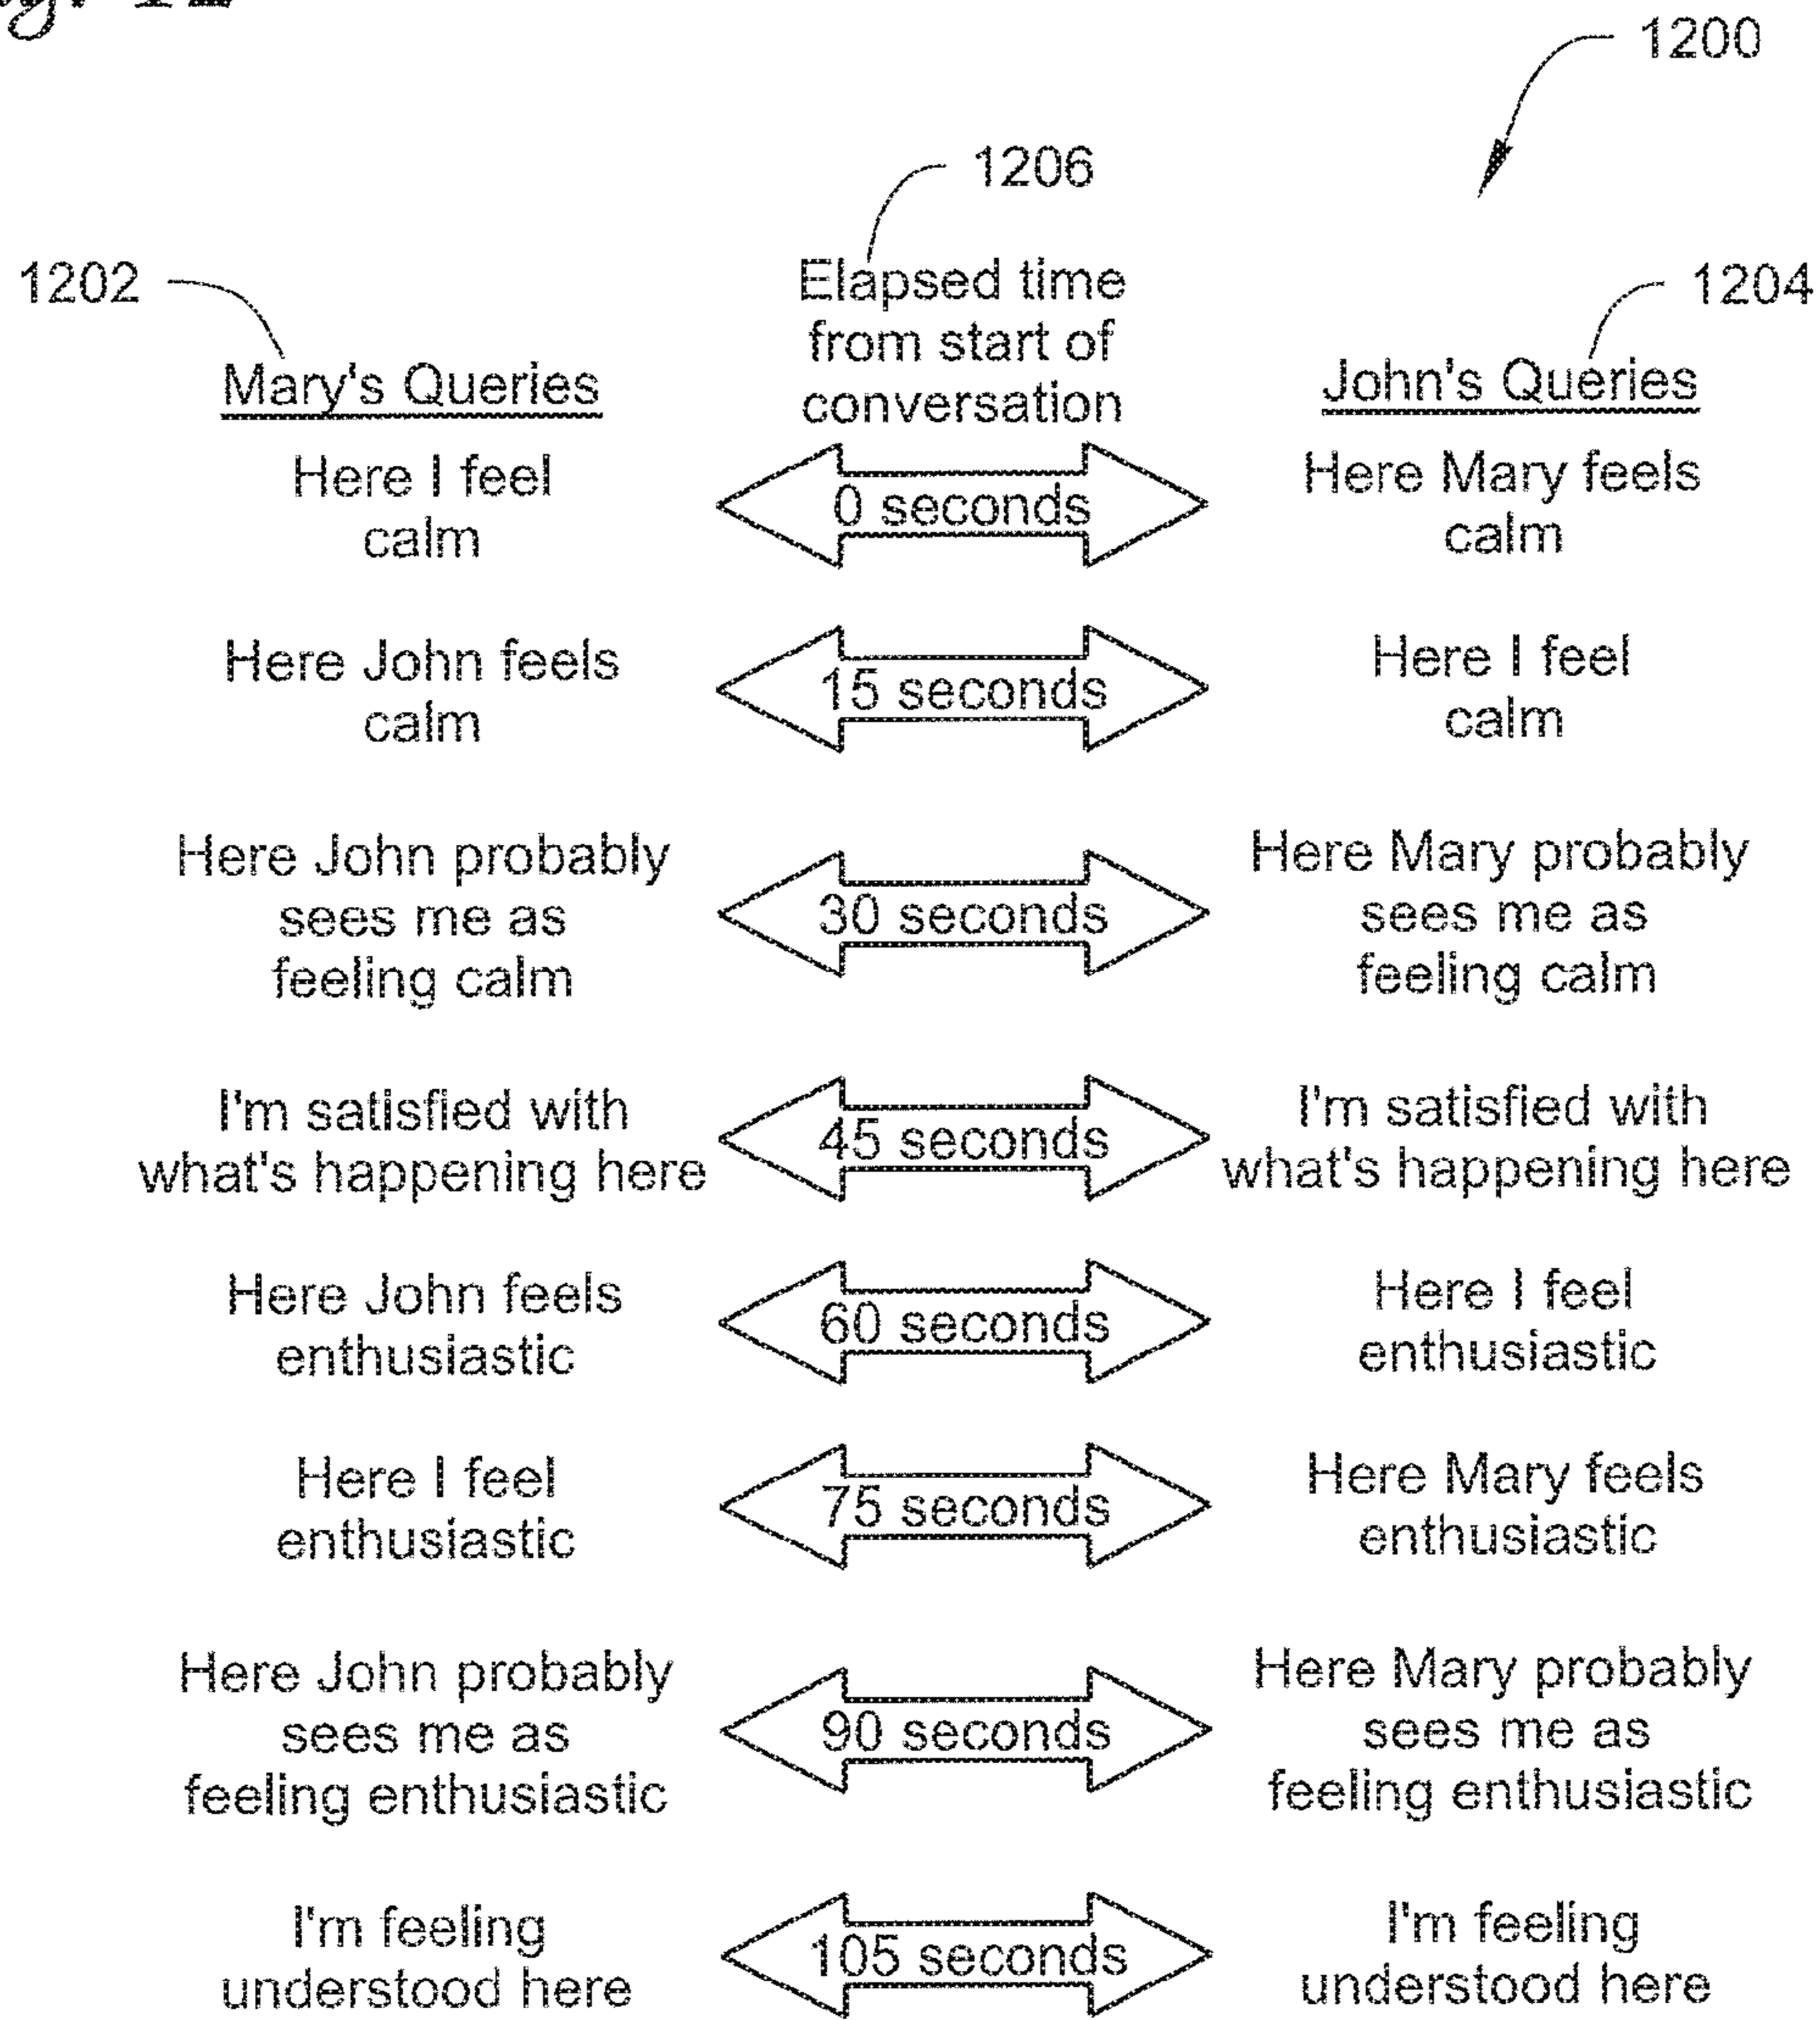 12
1200
1206
1202
Elapsed time
from start of
conversation
1204
Mary's Queries
John's Queries
Here I feel
calm
0 seconds
Here Mary feels
calm
Here John feels
calm
15 seconds
Here I feel
calm
Here John probably
sees me as
feeling calm
30 seconds
Here Mary probably
sees me as
feeling calm
I'm satisfied with
what's happening here
45 seconds
I'm satisfied with
what's happening here
Here John feels
enthusiastic
60 seconds
Here I feel
enthusiastic
Here I feel
enthusiastic
75 seconds
Here Mary feels
enthusiastic
Here John probably
sees me as
feeling enthusiastic
90 seconds
Here Mary probably
sees me as
feeling enthusiastic
I'm feeling
understood here
105 seconds
I'm feeling
understood here